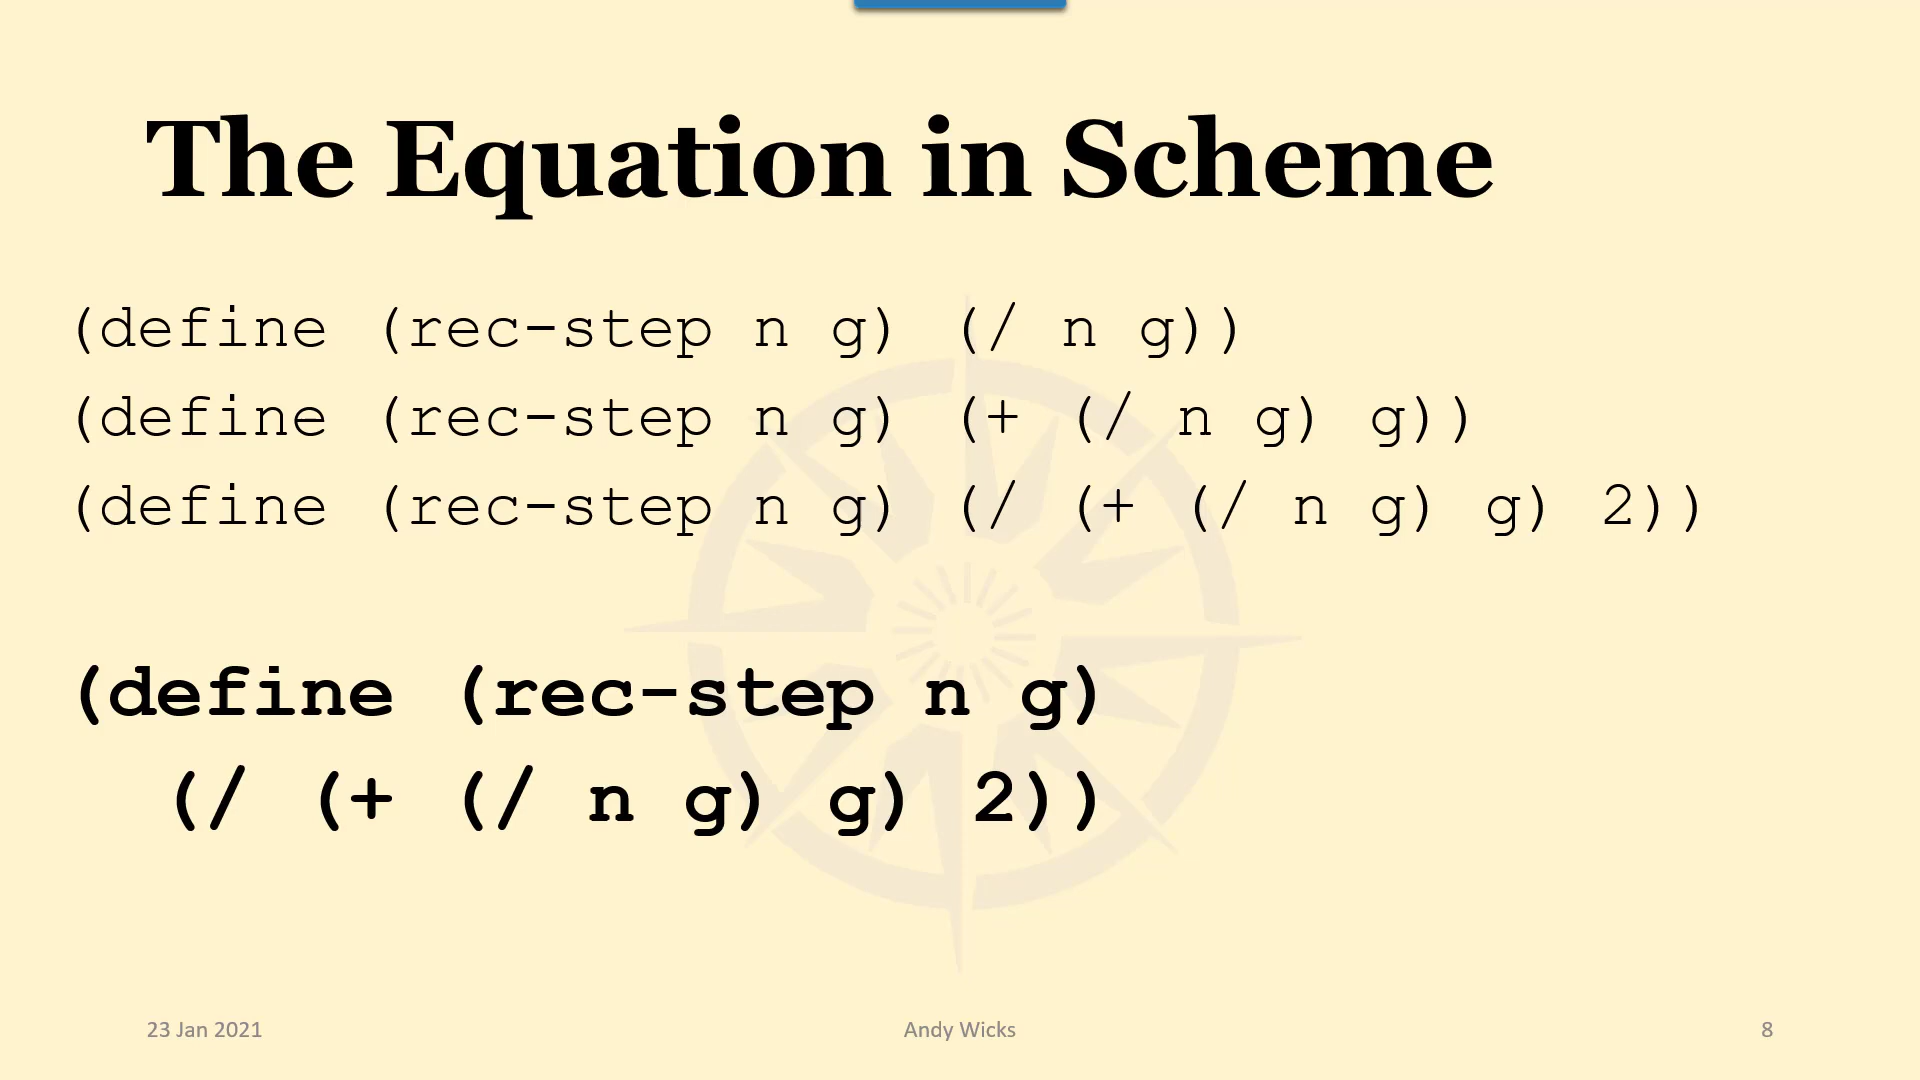 The Equation in Scheme
(define (rec-step n g) (/ n g))
(define (rec-step n g) (+ (/ n g) g))
(define (rec-step n g) (/ (+ (/ n g) g) 2))
(define (rec-step n g)
(/ (+ (/ n g) g) 2))
23 Jan 2021
Andy Wicks
8